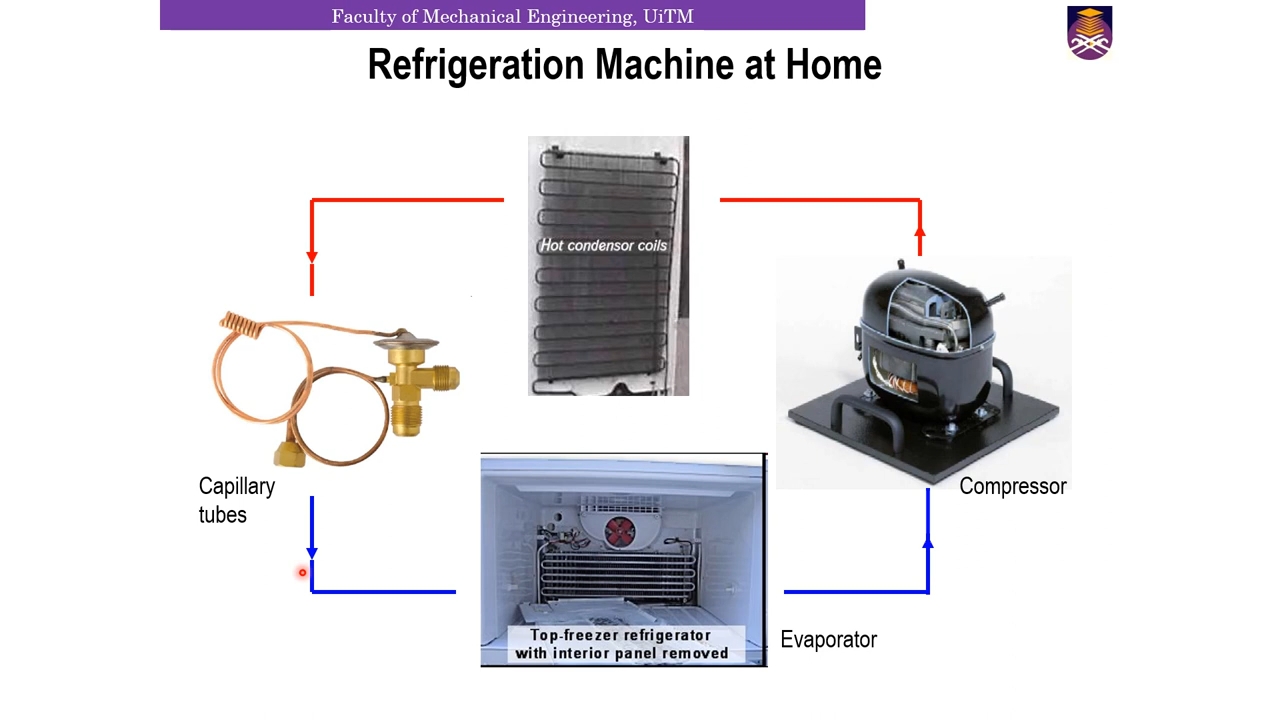 Faculty of Mechanical Engineering, UiTM
Refrigeration Machine at Home
Hot condensor coils
Capillary
tubes
Compressor
Top-freezer refrigerator
with interior panel removed
Evaporator